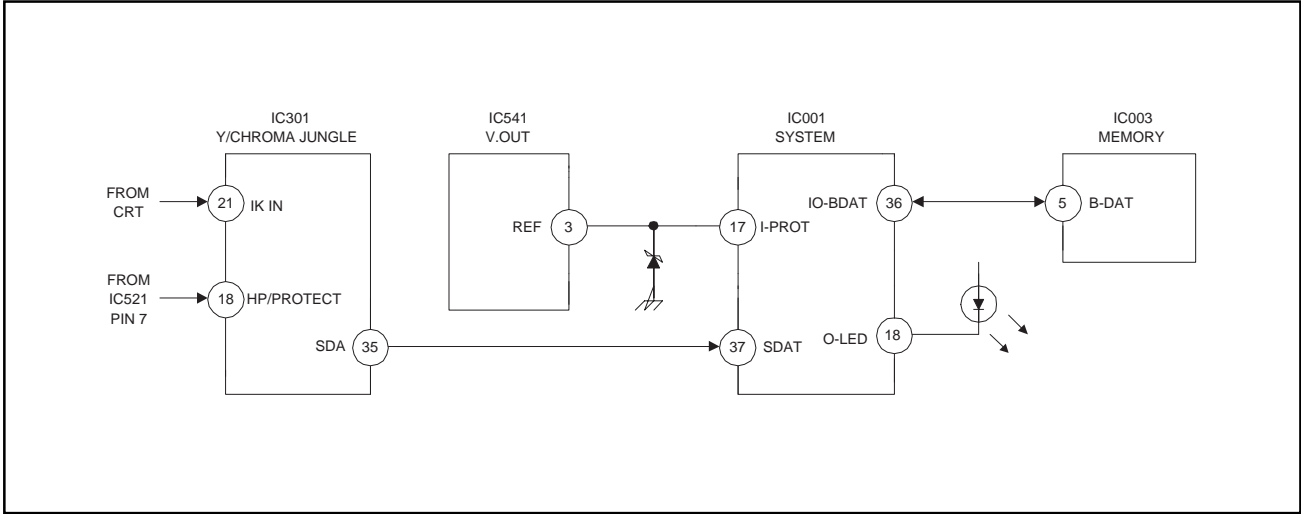 IC301
Y/CHROMA JUNGLE
IC541
V.OUT
IC001
SYSTEM
IC003
MEMORY
FROM
CRT
21
IK IN
FROM
IC521
PIN 7
18
HP/PROTECT
SDA
35
REF
3
17
I-PROT
37
SDAT
IO-BDAT
36
O-LED
18
5
B-DAT